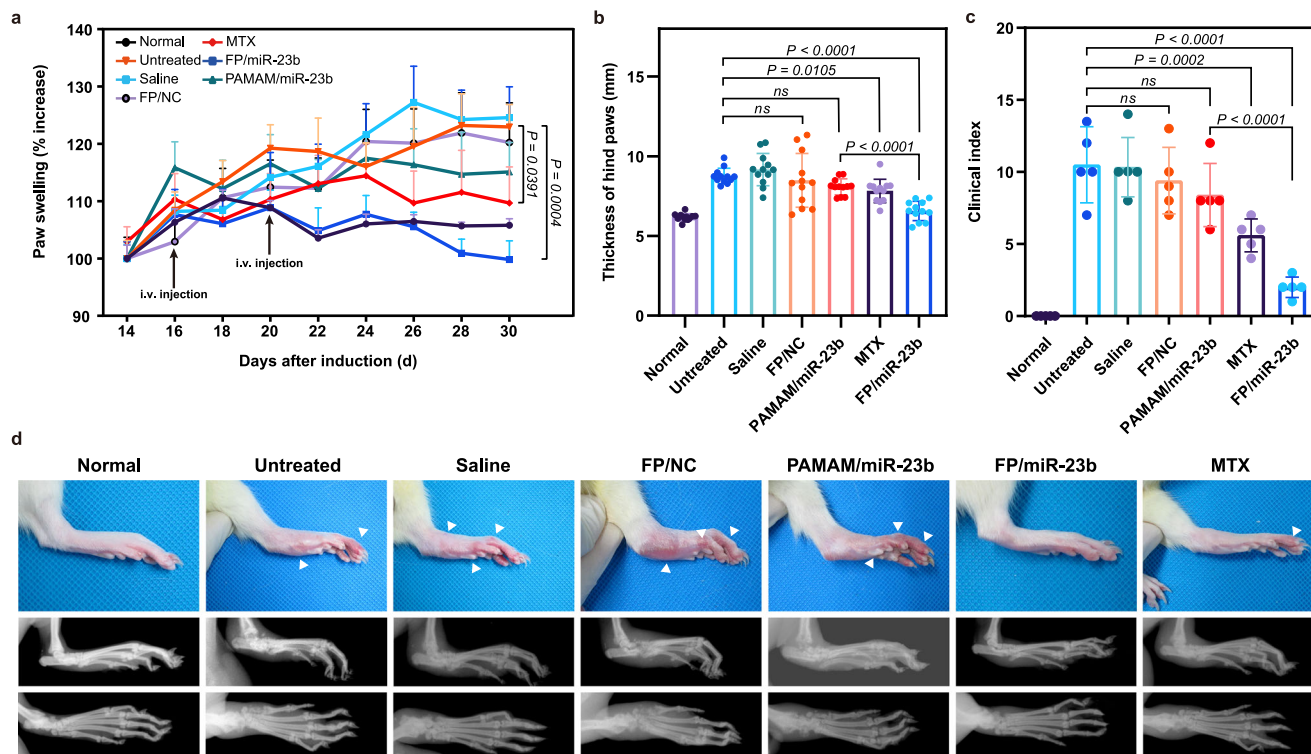 a
Paw swelling (% increase)
140
120
110
100
90
Normal
Untreated
Saline
FP/NC
MTX
FP/miR-23b
PAMAM/miR-23b
i.v. injection
i.v. injection
P = 0.0391
P = 0.0004
14 16 18 20 22 24 26 28 30
Days after induction (d)
b
Thickness of hind paws (mm)
15
10
5
0
P < 0.0001
P = 0.0105
ns
ns
P < 0.0001
Normal
Untreated
Saline
FP/NC
PAMAM/miR-23b
MTX
FP/miR-23b
c
Clinical index
20
15
10
5
0
P < 0.0001
P = 0.0002
ns
ns
P < 0.0001
Normal
Untreated
Saline
FP/NC
PAMAM/miR-23b
MTX
FP/miR-23b
d
Normal Untreated Saline FP/NC PAMAM/miR-23b FP/miR-23b MTX